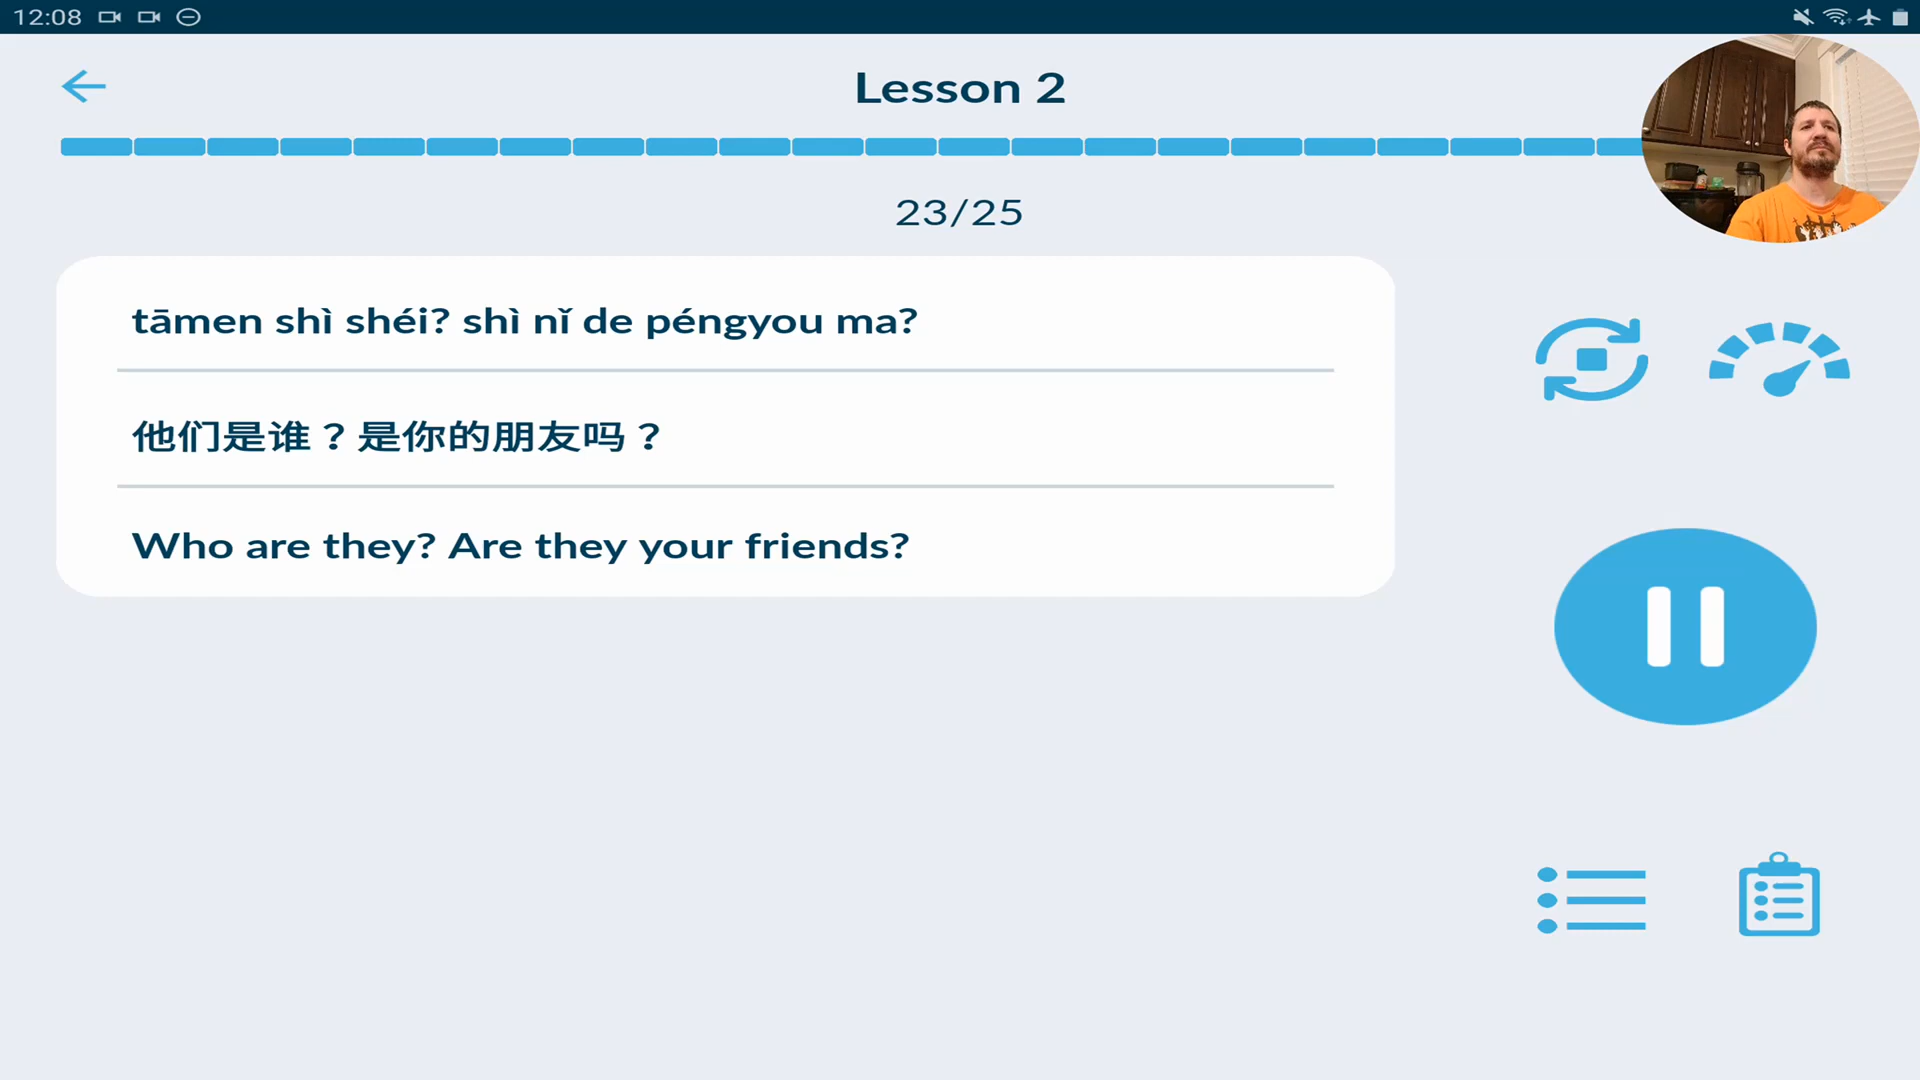 12:08
Lesson 2
23/25
tāmen shì shéi? shì nǐ de péngyou ma?
他们是谁？是你的朋友吗？
Who are they? Are they your friends?